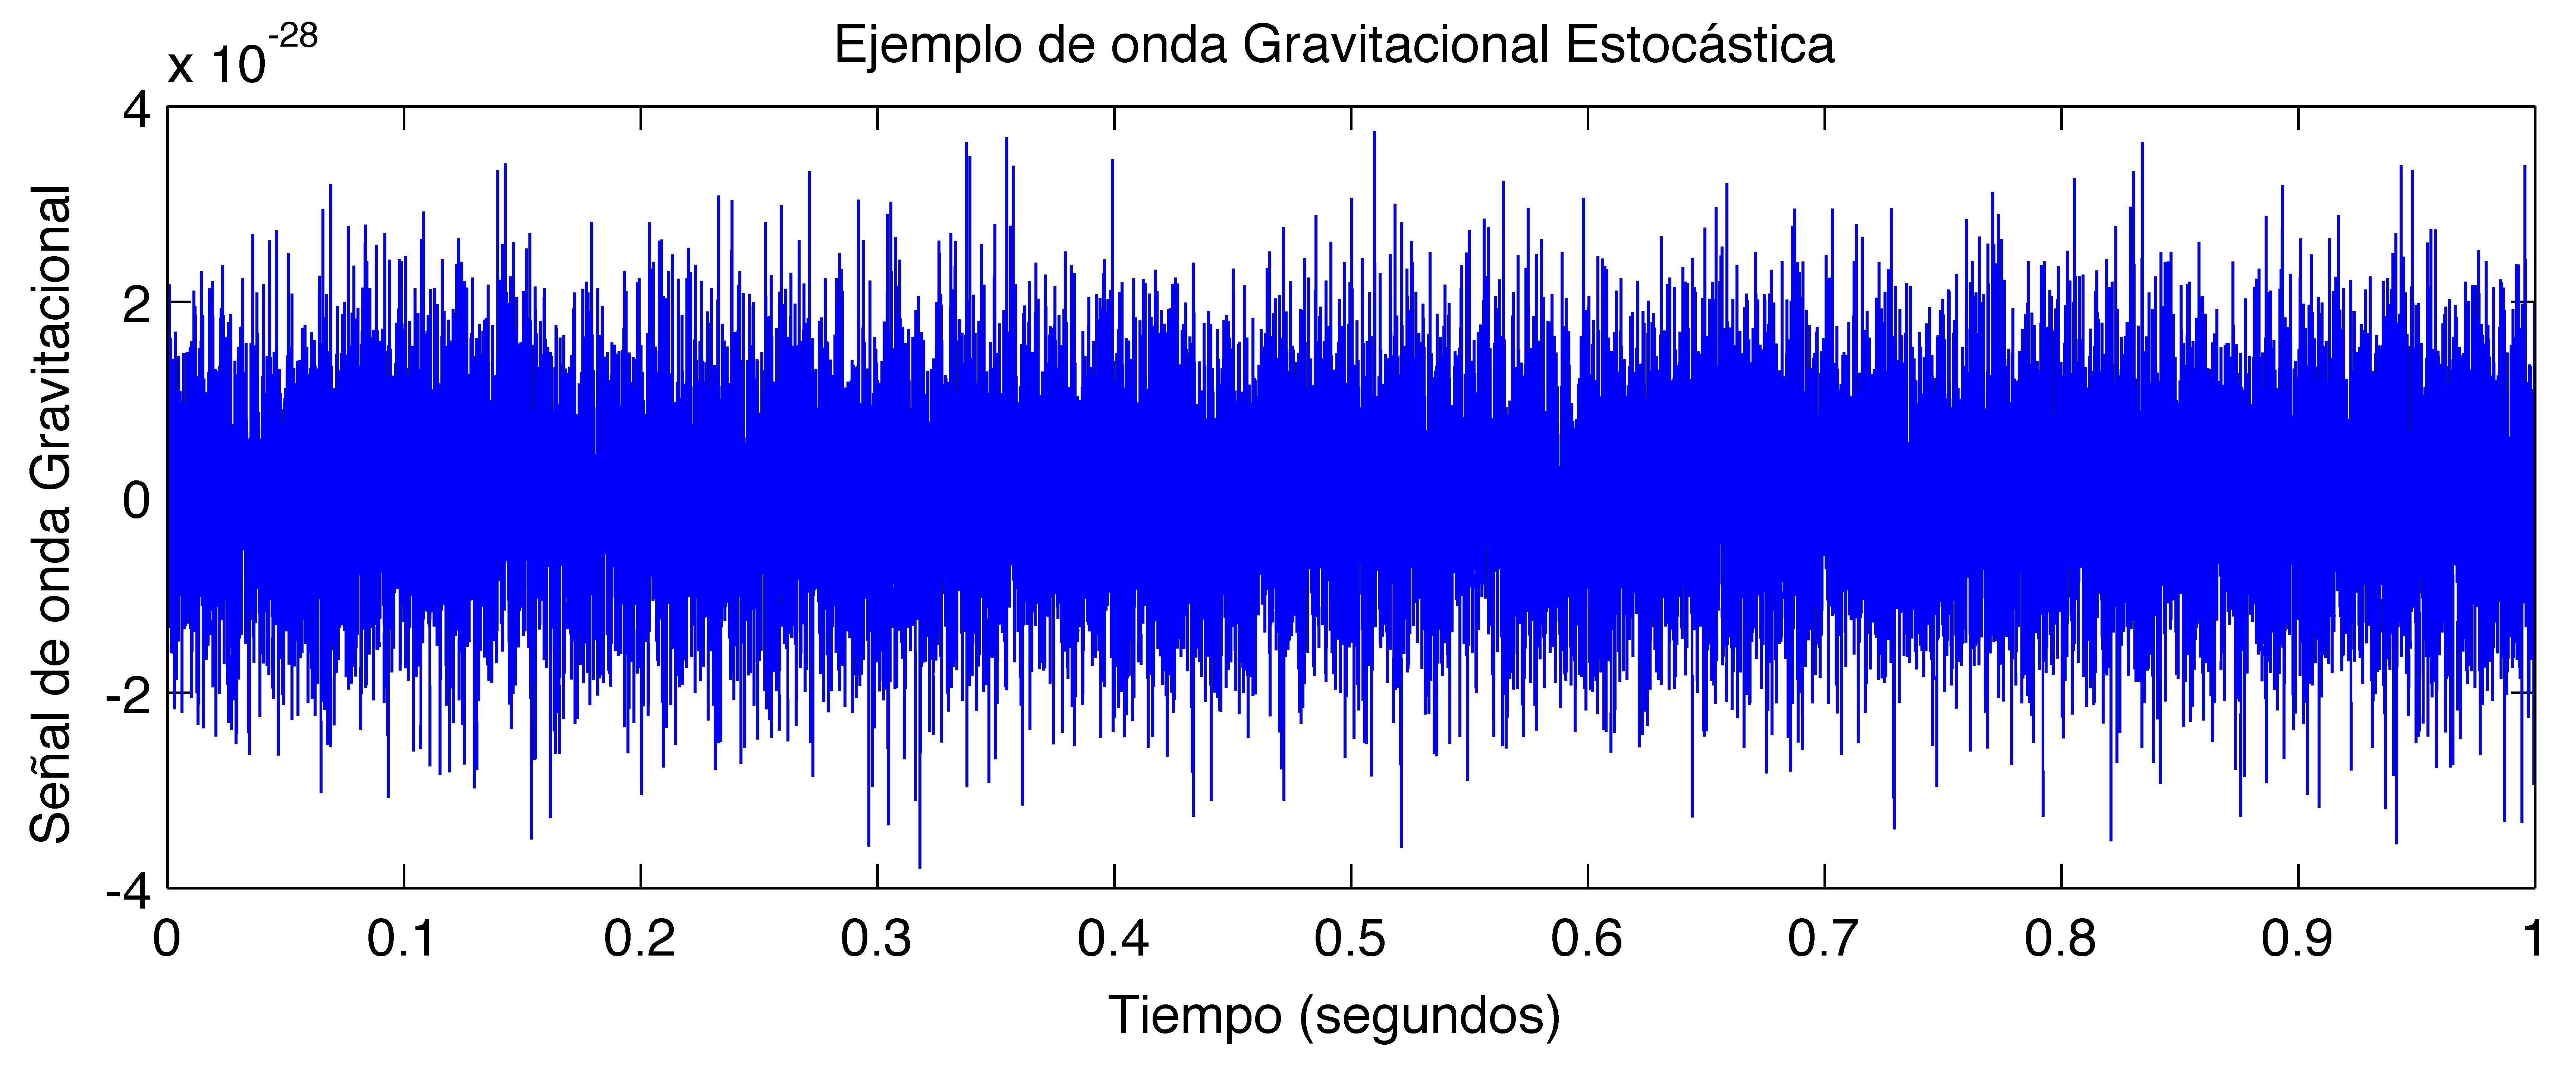 Ejemplo de onda Gravitacional Estocástica
x 10-28
4
2
0
-2
-4
Señal de onda Gravitacional
0 0.1 0.2 0.3 0.4 0.5 0.6 0.7 0.8 0.9 1
Tiempo (segundos)